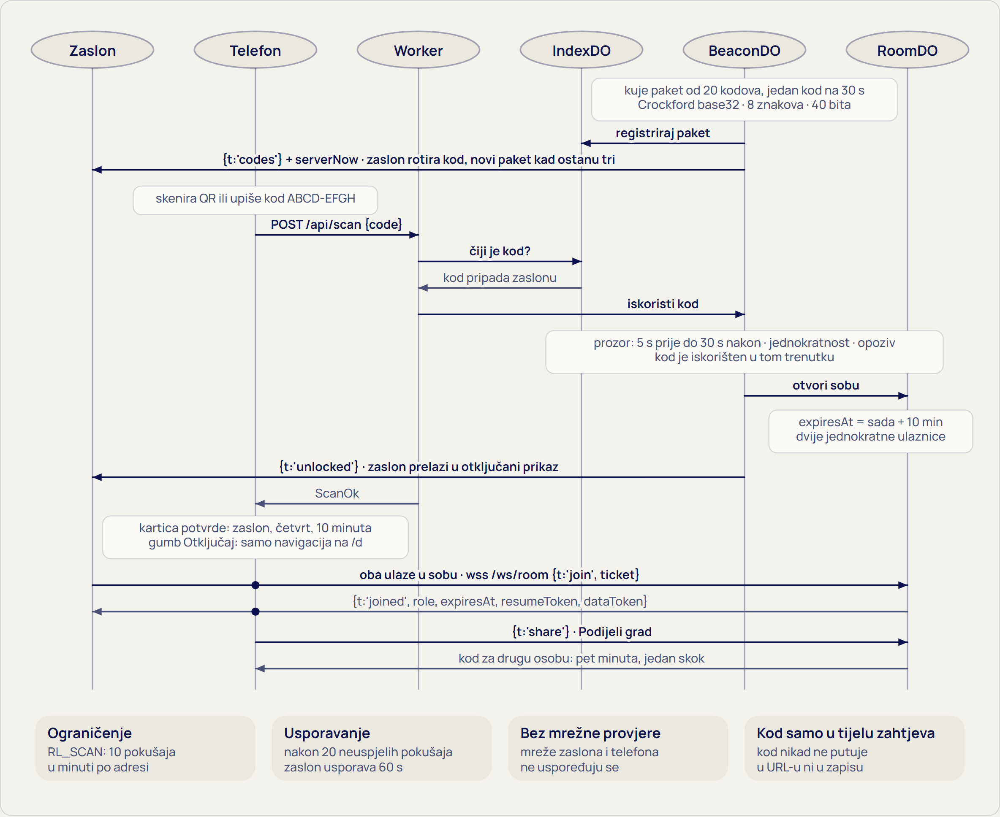 Zaslon
Telefon
Worker
IndexDO
BeaconDO
RoomDO
kuje paket od 20 kodova, jedan kod na 30 s
Crockford base32 · 8 znakova · 40 bita
registriraj paket
{t:'codes'} + serverNow · zaslon rotira kod, novi paket kad ostanu tri
skenira QR ili upiše kod ABCD-EFGH
POST /api/scan {code}
čiji je kod?
kod pripada zaslonu
iskoristi kod
prozor: 5 s prije do 30 s nakon · jednokratnost · opoziv
kod je iskorišten u tom trenutku
otvori sobu
expiresAt = sada + 10 min
dvije jednokratne ulaznice
{t:'unlocked'} · zaslon prelazi u otključani prikaz
ScanOk
kartica potvrde: zaslon, četvrt, 10 minuta
gumb Otključaj: samo navigacija na /d
oba ulaze u sobu · wss /ws/room {t:'join', ticket}
{t:'joined', role, expiresAt, resumeToken, dataToken}
{t:'share'} · Podijeli grad
kod za drugu osobu: pet minuta, jedan skok
Ograničenje
RL_SCAN: 10 pokušaja
u minuti po adresi
Usporavanje
nakon 20 neuspjelih pokušaja
zaslon usporava 60 s
Bez mrežne provjere
mreže zaslona i telefona
ne uspoređuju se
Kod samo u tijelu zahtjeva
kod nikad ne putuje
u URL-u ni u zapisu